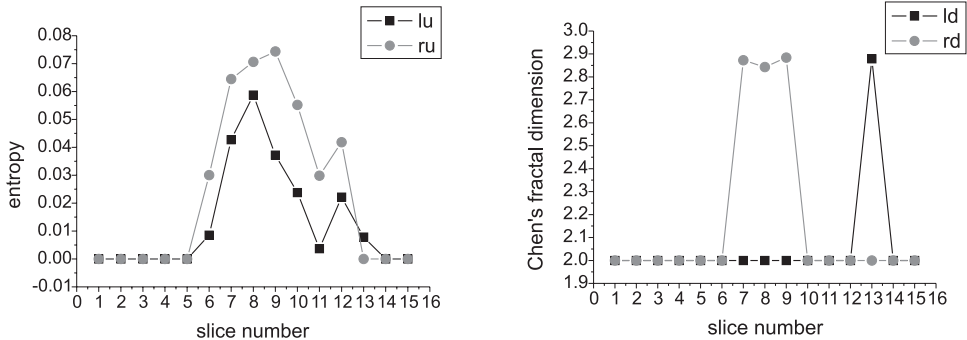 lu
ru
0.08
0.07
0.06
0.05
0.04
0.03
0.02
0.01
0.00
-0.01
entropy
0 1 2 3 4 5 6 7 8 9 10 11 12 13 14 15 16
slice number
ld
rd
3.0
2.9
2.8
2.7
2.6
2.5
2.4
2.3
2.2
2.1
2.0
1.9
Chen's fractal dimension
0 1 2 3 4 5 6 7 8 9 10 11 12 13 14 15 16
slice number